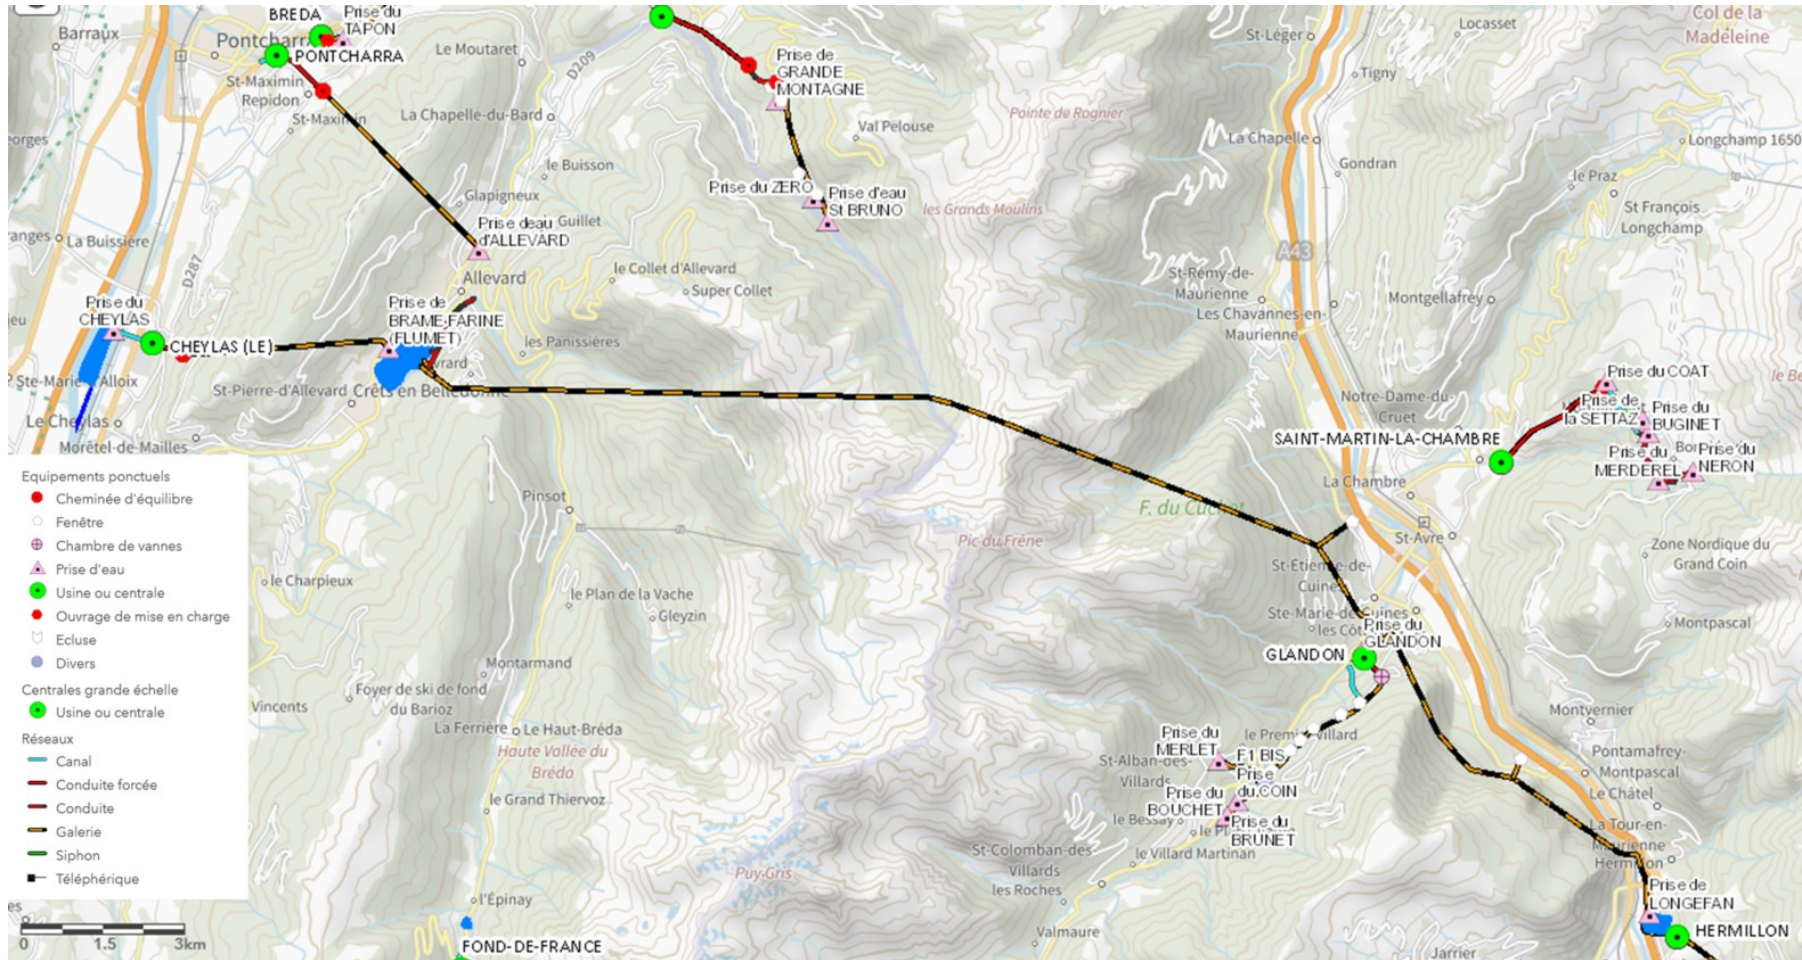 BREDA
Prise du
TAPON
Barraux
PONTCHARRA
Le Moutaret
D209
St-Maximin
Repidon
St-Maximin
La Chapelle-du-Bard
le Buisson
Glapigneux
Guillet
Prise deau
d'ALLEVARD
Allevard
La Buissière
D287
Prise du
CHEYLAS
CHEYLAS (LE)
Prise de
BRAME-FARINE
(FLUMET)
le Collet d'Allevard
Super Collet
les Panissières
St-Pierre-d'Allevard
Crêts en Belledonne
Le Cheylas
Morêtel-de-Mailles
Prise de
GRANDE
MONTAGNE
Val Pelouse
Prise du ZERO
Prise d'eau
St BRUNO
Pointe de Rognier
les Grands Moulins
St-Léger
Locasset
Col de la
Madeleine
Tigny
La Chapelle
Gondran
Longchamp 1650
le Praz
St François
Longchamp
A43
St-Rémy-de-
Maurienne
Les Chavannes-en-
Maurienne
Montgellafrey
Notre-Dame-du-
Cruet
Prise du COAT
Prise de
la SETTAZ
Prise du
BUGINET
SAINT-MARTIN-LA-CHAMBRE
Prise du
MERDEREL
Prise du
NERON
La Chambre
F. du Cuchet
St-Avre
Zone Nordique du
Grand Coin
Pic du Frêne
St-Étienne-de-
Cuines
Ste-Marie-de-Cuines
Prise du
GLANDON
GLANDON
Montpascal
Pinsot
le Charpieux
le Plan de la Vache
Gleyzin
Montarmand
Foyer de ski de fond
du Barioz
Vincents
La Ferrière
Le Haut-Bréda
Haute Vallée du
Bréda
le Grand Thiervoz
l'Épinay
FOND-DE-FRANCE
Puy-Gris
le Premier Villard
Prise du
MERLET
F1 BIS
St-Alban-des-
Villards
Prise
du COIN
Prise du
BOUCHET
le Bessay
Prise du
BRUNET
le Villard Martinan
St-Colomban-des-
Villards
les Roches
Valmaure
Montvernier
Pontamafrey-
Montpascal
Le Châtel
La Tour-en-
Maurienne
Hermillon
Prise de
LONGEFAN
HERMILLON
Jarrier
Equipements ponctuels
Cheminée d'équilibre
Fenêtre
Chambre de vannes
Prise d'eau
Usine ou centrale
Ouvrage de mise en charge
Ecluse
Divers
Centrales grande échelle
Usine ou centrale
Réseaux
Canal
Conduite forcée
Conduite
Galerie
Siphon
Téléphérique
0 1.5 3km